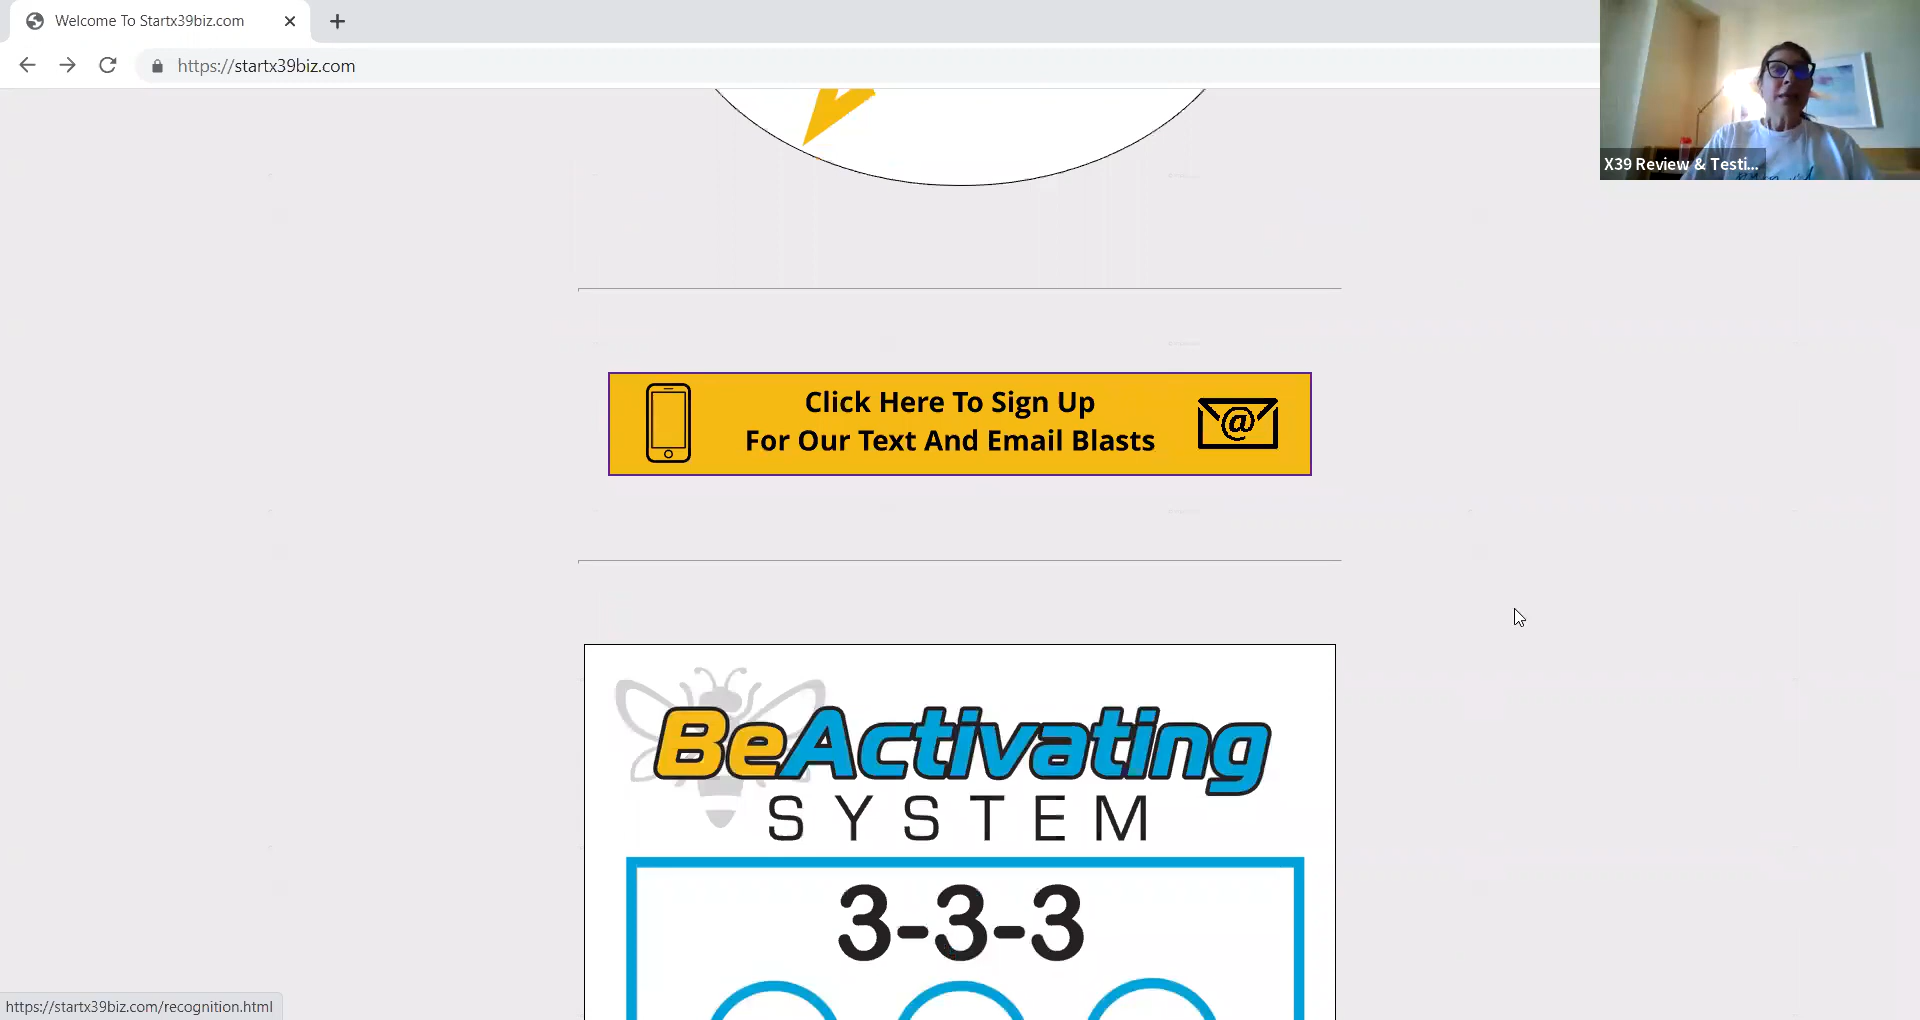 Welcome To Startx39biz.com
https://startx39biz.com
X39 Review & Testi...
Click Here To Sign Up
For Our Text And Email Blasts
@
BeActivating
SYSTEM
3-3-3
https://startx39biz.com/recognition.html